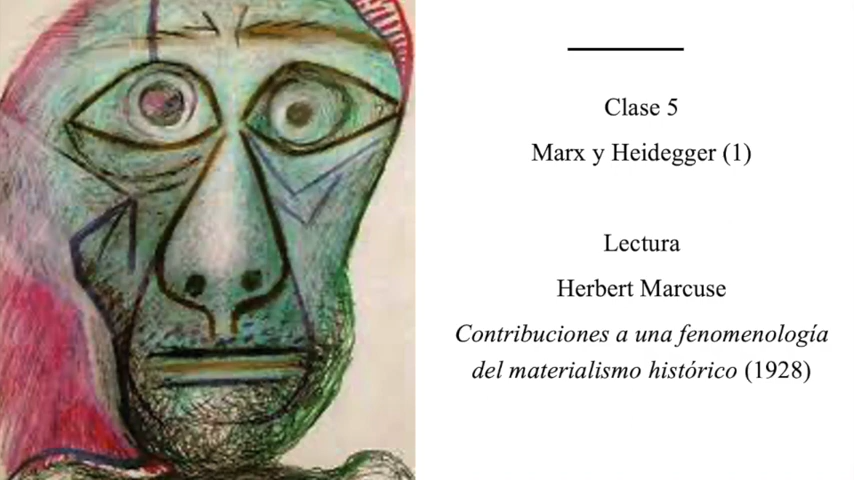 Clase 5
Marx y Heidegger (1)
Lectura
Herbert Marcuse
Contribuciones a una fenomenología
del materialismo histórico (1928)